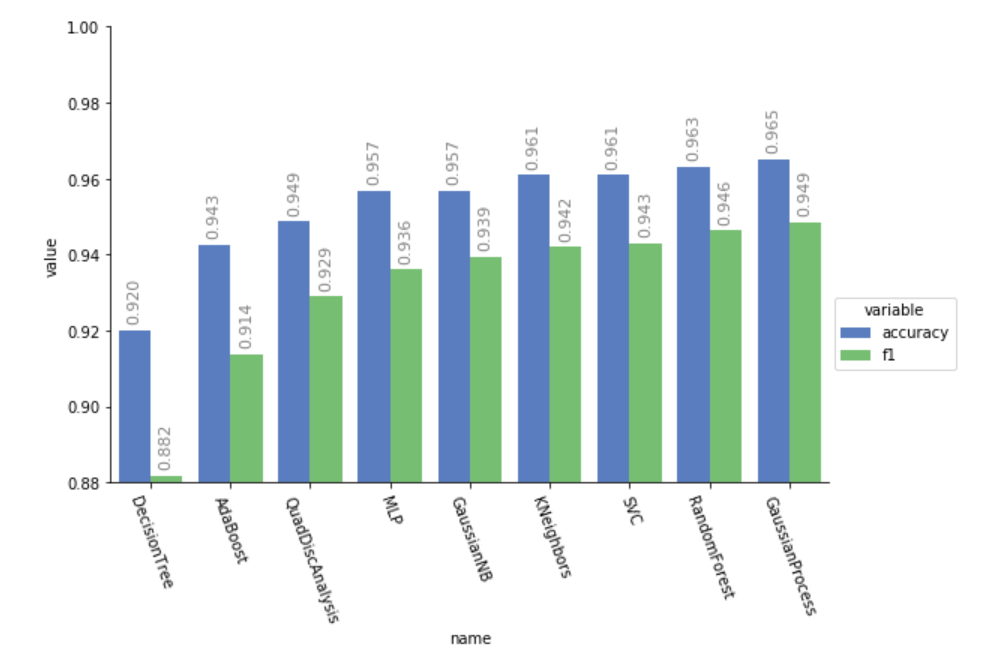 1.00
0.98
0.96
0.94
0.92
0.90
0.88
value
0.920
0.882
0.943
0.914
0.949
0.929
0.957
0.936
0.957
0.939
0.961
0.942
0.961
0.943
0.963
0.946
0.965
0.949
DecisionTree
AdaBoost
QuadDiscAnalysis
MLP
GaussianNB
KNeighbors
SVC
RandomForest
GaussianProcess
name
variable
accuracy
f1